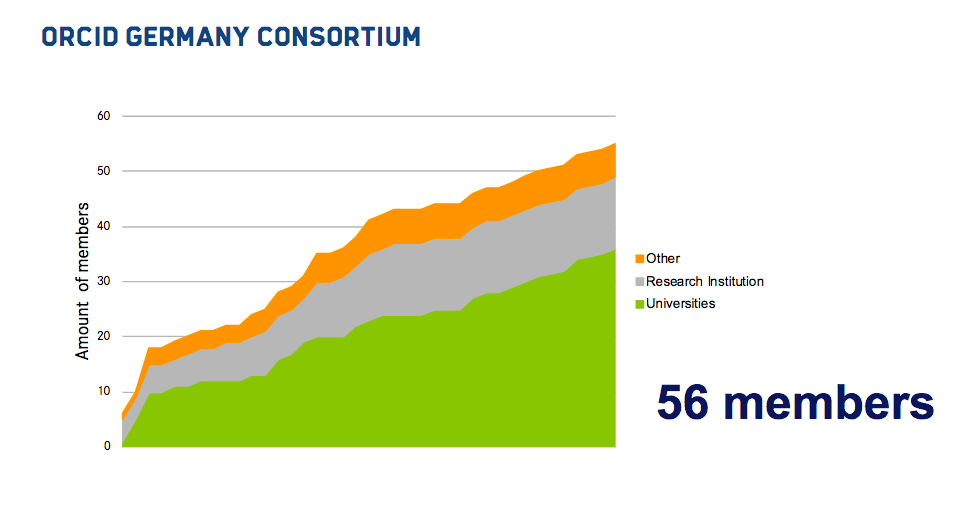 ORCID GERMANY CONSORTIUM
60
50
40
30
20
10
0
Amount of members
Other
Research Institution
Universities
56 members